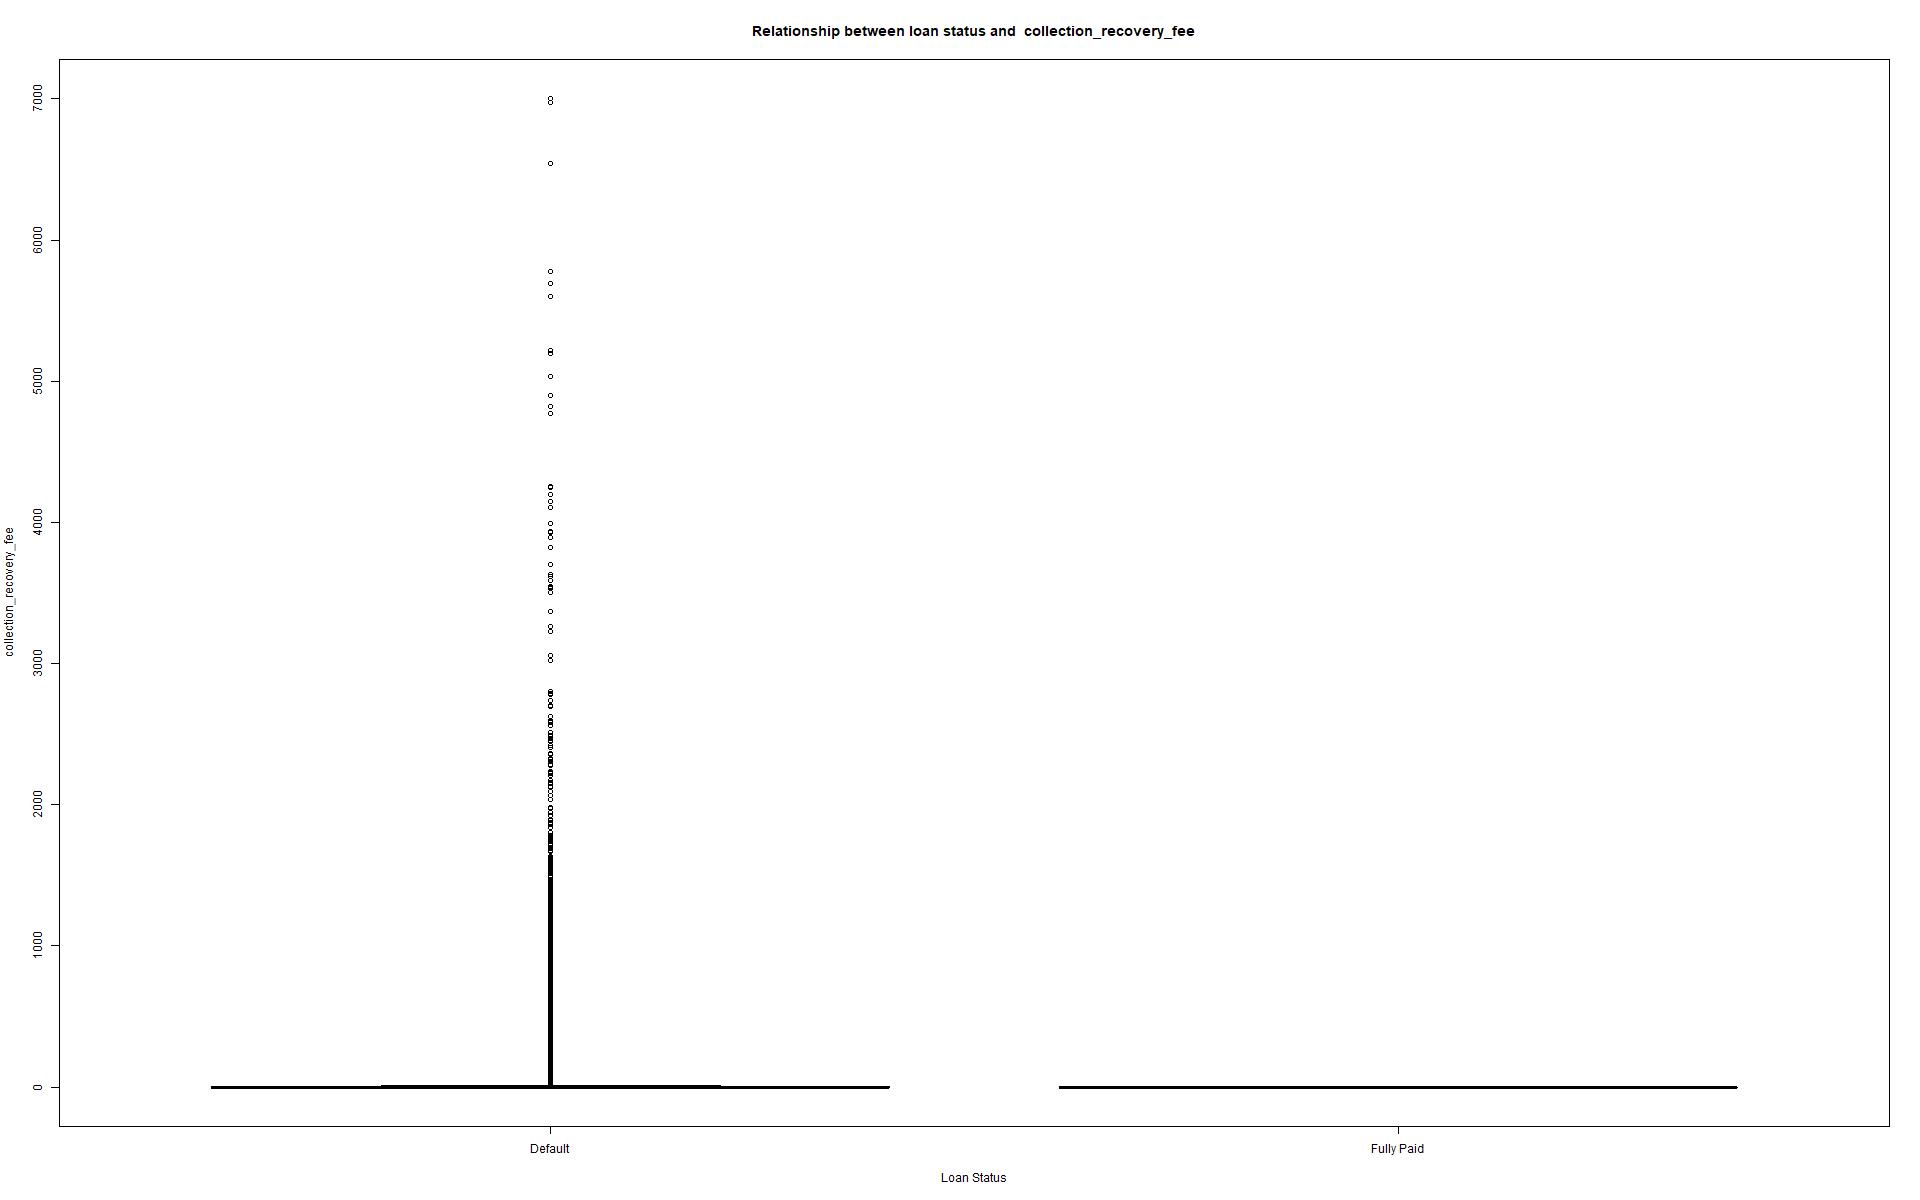 Relationship between loan status and  collection_recovery_fee
7000
6000
5000
4000
3000
2000
1000
0
collection_recovery_fee
Default
Fully Paid
Loan Status